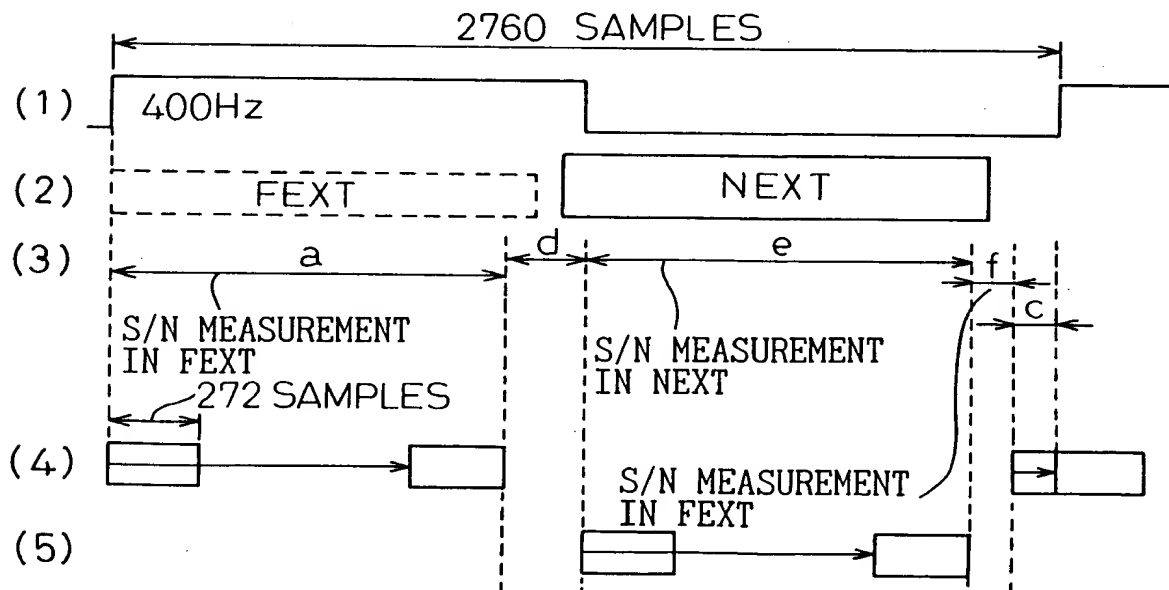 2760 SAMPLES
(1) 400Hz
(2) FEXT NEXT
(3) a d e f c
S/N MEASUREMENT
IN FEXT
S/N MEASUREMENT
IN NEXT
272 SAMPLES
(4)
S/N MEASUREMENT
IN FEXT
(5)